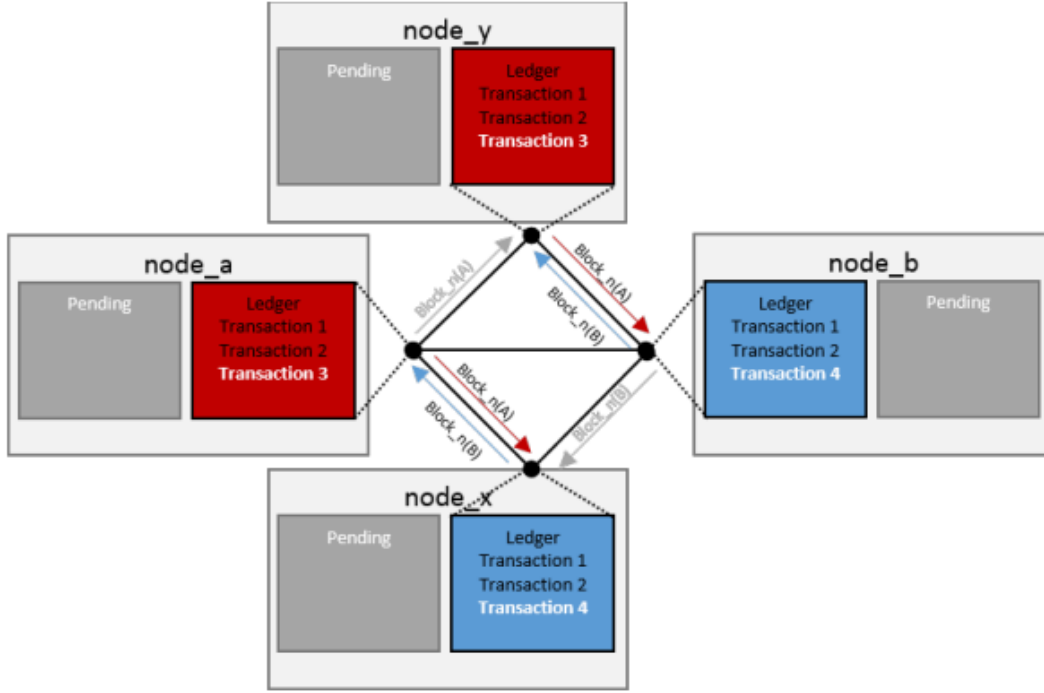 node_y
Pending
Ledger
Transaction 1
Transaction 2
Transaction 3
node_a
Pending
Ledger
Transaction 1
Transaction 2
Transaction 3
Block_n(A)
Block_n(A)
Block_n(B)
node_b
Ledger
Transaction 1
Transaction 2
Transaction 4
Pending
Block_n(A)
Block_n(B)
Block_n(B)
node_x
Pending
Ledger
Transaction 1
Transaction 2
Transaction 4